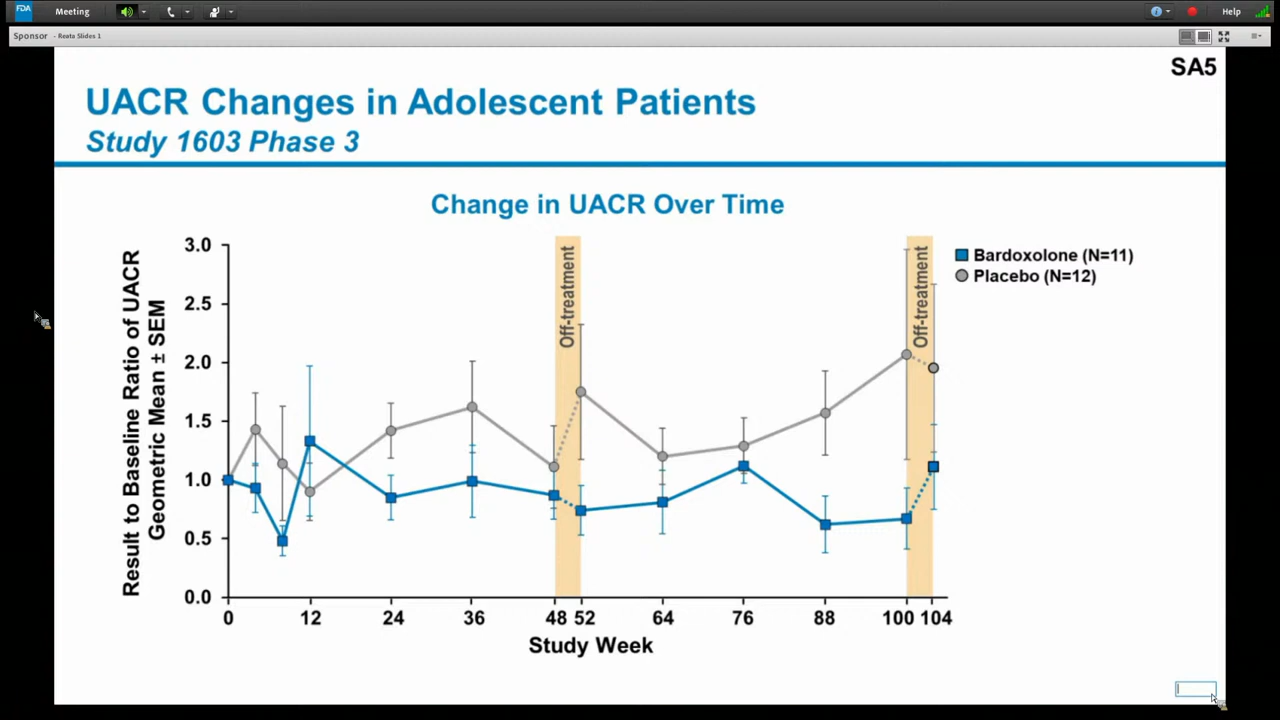 FDA
Meeting
Help
Sponsor - Reata Slides 1
SA5
UACR Changes in Adolescent Patients
Study 1603 Phase 3
Change in UACR Over Time
Result to Baseline Ratio of UACR
Geometric Mean ± SEM
3.0
2.5
2.0
1.5
1.0
0.5
0.0
Off-treatment
Off-treatment
Bardoxolone (N=11)
Placebo (N=12)
0 12 24 36 48 52 64 76 88 100 104
Study Week